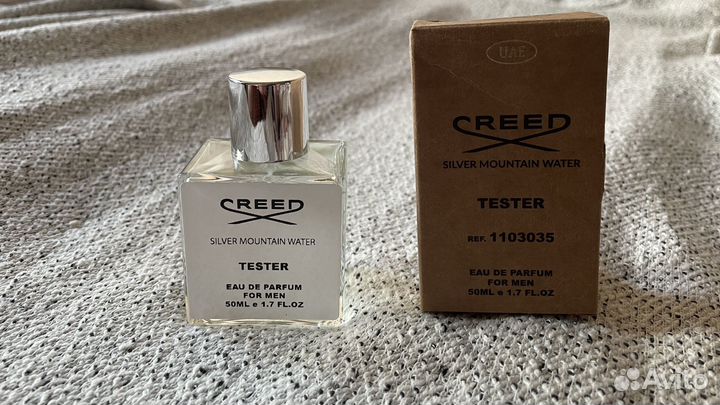 CREED
SILVER MOUNTAIN WATER
TESTER
EAU DE PARFUM
FOR MEN
50ML e 1.7 FL.OZ
UAE
CREED
SILVER MOUNTAIN WATER
TESTER
REF. 1103035
EAU DE PARFUM
FOR MEN
50ML e 1.7 FL.OZ
Avito